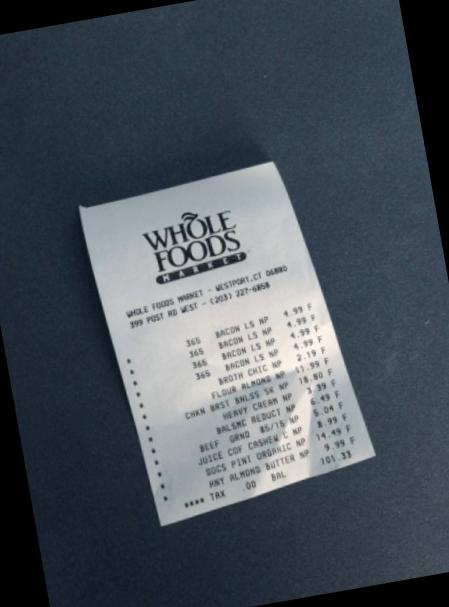 WHOLE
FOODS
MARKET
WHOLE FOODS MARKET - WESTPORT,CT 06880
399 POST RD WEST - (203) 227-6858
365 BACON LS NP 4.99 F
365 BACON LS NP 4.99 F
365 BACON LS NP 4.99 F
365 BACON LS NP 4.99 F
BROTH CHIC NP 2.19 F
FLOUR ALMOND NP 11.99 F
CHKN BRST BNLSS SK NP 18.80 F
HEAVY CREAM NP 3.39 F
BALSMC REDUCT NP 6.49 F
BEEF GRND 85/15 NP 5.04 F
JUICE COF CASHEW C NP 8.99 F
DOCS PINT ORGANIC NP 14.49 F
HNY ALMOND BUTTER NP 9.99 F
**** TAX .00 BAL 101.33